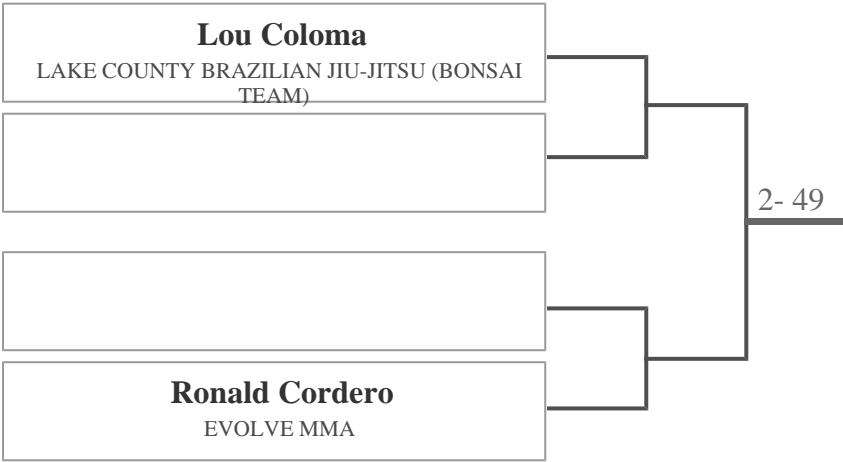 Lou Coloma
LAKE COUNTY BRAZILIAN JIU-JITSU (BONSAI
TEAM)
2- 49
Ronald Cordero
EVOLVE MMA